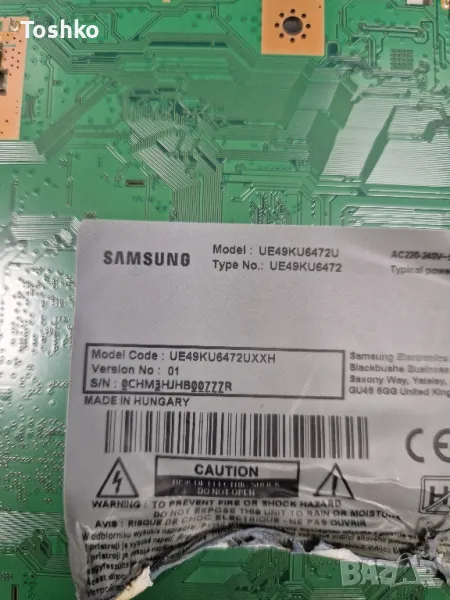 Toshko
SAMSUNG
Model : UE49KU6472U
Type No.: UE49KU6472
AC220-240V~
Typical power
Model Code : UE49KU6472UXXH
Version No : 01
S/N : 0CHM3HJHB00777R
MADE IN HUNGARY
Samsung Electronics
Blackbushe Business
Saxony Way, Yateley,
GU46 6GG United King
CE
CAUTION
RISK OF ELECTRIC SHOCK
DO NOT OPEN
WARNING: TO PREVENT FIRE OR SHOCK HAZARD
DO NOT EXPOSE THIS UNIT TO RAIN OR MOISTURE
AVIS : RISQUE DE CHOC ELECTRIQUE - NE PAS OUVRIR
H
BAZAR